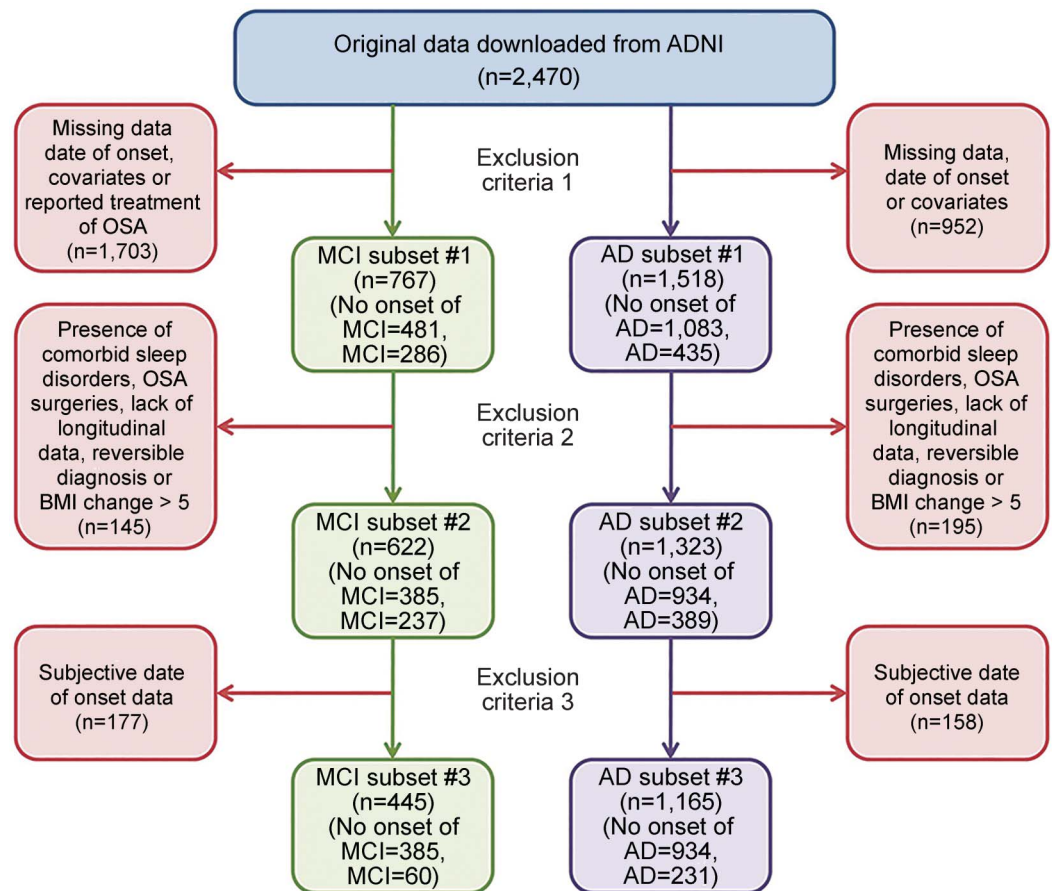 Original data downloaded from ADNI
(n=2,470)
Missing data
date of onset,
covariates or
reported treatment
of OSA
(n=1,703)
Exclusion
criteria 1
Missing data,
date of onset
or covariates
(n=952)
MCI subset #1
(n=767)
(No onset of
MCI=481,
MCI=286)
AD subset #1
(n=1,518)
(No onset of
AD=1,083,
AD=435)
Presence of
comorbid sleep
disorders, OSA
surgeries, lack of
longitudinal
data, reversible
diagnosis or
BMI change > 5
(n=145)
Exclusion
criteria 2
Presence of
comorbid sleep
disorders, OSA
surgeries, lack of
longitudinal
data, reversible
diagnosis or
BMI change > 5
(n=195)
MCI subset #2
(n=622)
(No onset of
MCI=385,
MCI=237)
AD subset #2
(n=1,323)
(No onset of
AD=934,
AD=389)
Subjective date
of onset data
(n=177)
Exclusion
criteria 3
Subjective date
of onset data
(n=158)
MCI subset #3
(n=445)
(No onset of
MCI=385,
MCI=60)
AD subset #3
(n=1,165)
(No onset of
AD=934,
AD=231)